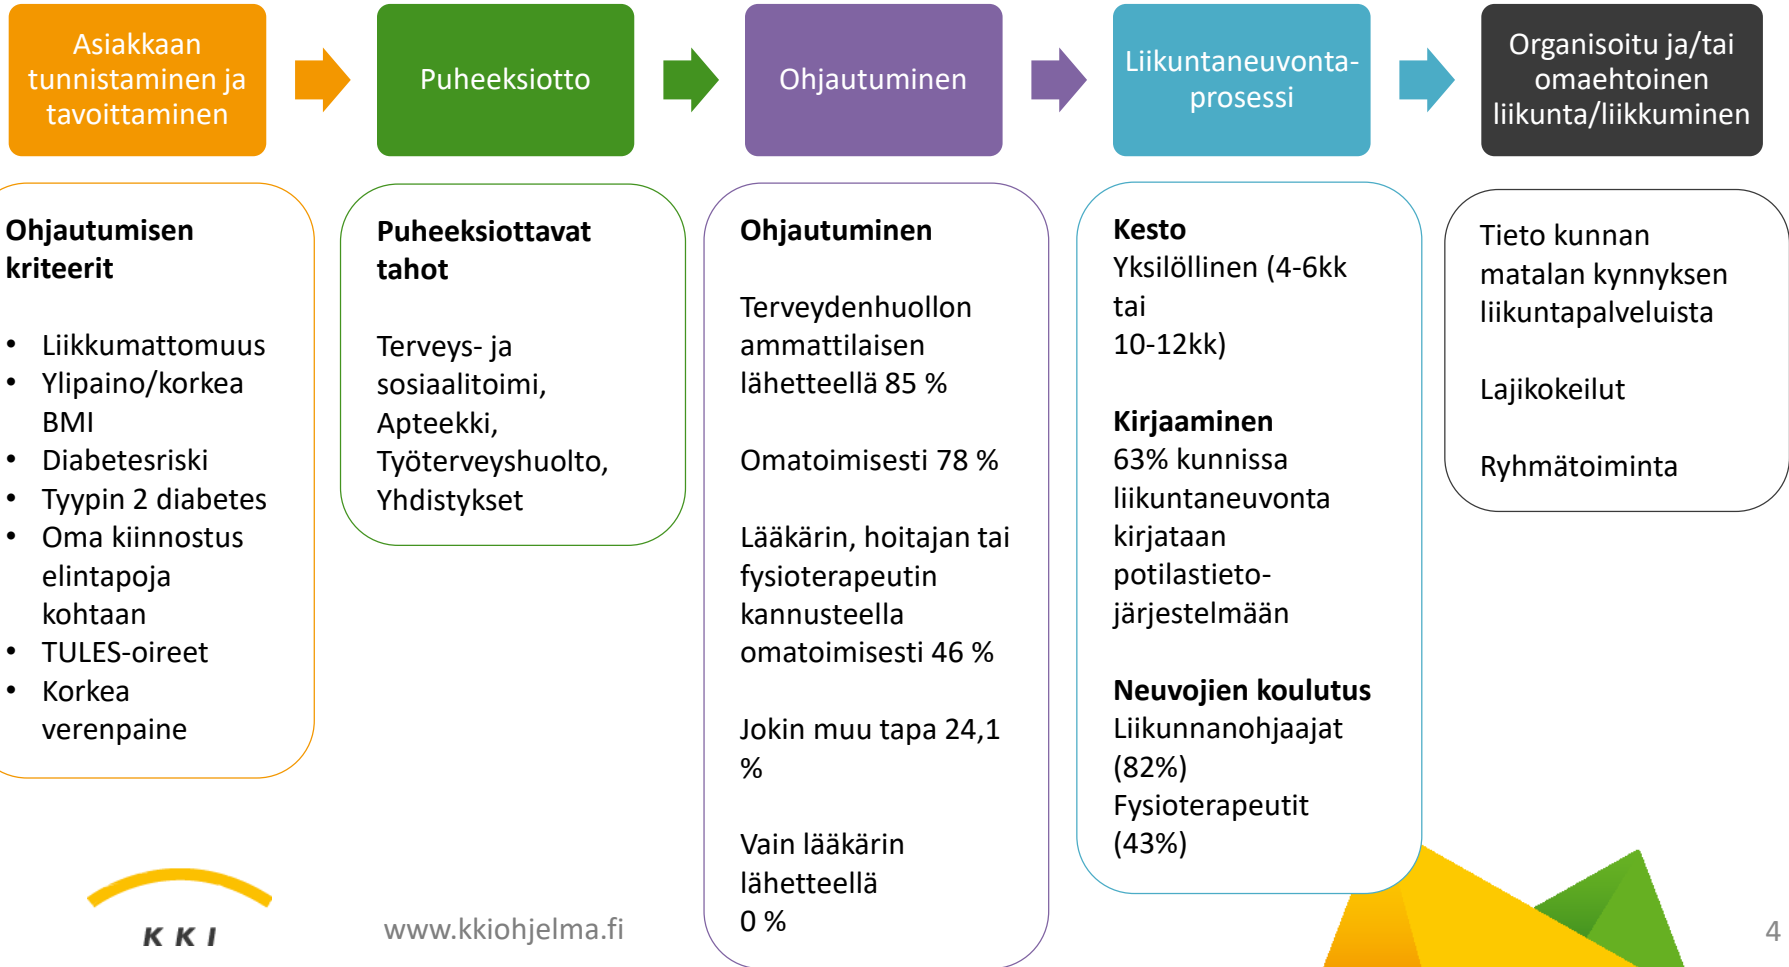 Asiakkaan
tunnistaminen ja
tavoittaminen
Puheeksiotto
Ohjautuminen
Liikuntaneuvonta-
prosessi
Organisoitu ja/tai
omaehtoinen
liikunta/liikkuminen
Ohjautumisen
kriteerit
• Liikkumattomuus
• Ylipaino/korkea
BMI
• Diabetesriski
• Tyypin 2 diabetes
• Oma kiinnostus
elintapoja
kohtaan
• TULES-oireet
• Korkea
verenpaine
Puheeksiottavat
tahot
Terveys- ja
sosiaalitoimi,
Apteekki,
Työterveyshuolto,
Yhdistykset
Ohjautuminen
Terveydenhuollon
ammattilaisen
lähetteellä 85 %
Omatoimisesti 78 %
Lääkärin, hoitajan tai
fysioterapeutin
kannusteella
omatoimisesti 46 %
Jokin muu tapa 24,1
%
Vain lääkärin
lähetteellä
0 %
Kesto
Yksilöllinen (4-6kk
tai
10-12kk)
Kirjaaminen
63% kunnissa
liikuntaneuvonta
kirjataan
potilastieto-
järjestelmään
Neuvojien koulutus
Liikunnanohjaajat
(82%)
Fysioterapeutit
(43%)
Tieto kunnan
matalan kynnyksen
liikuntapalveluista
Lajikokeilut
Ryhmätoiminta
KKI
www.kkiohjelma.fi
4